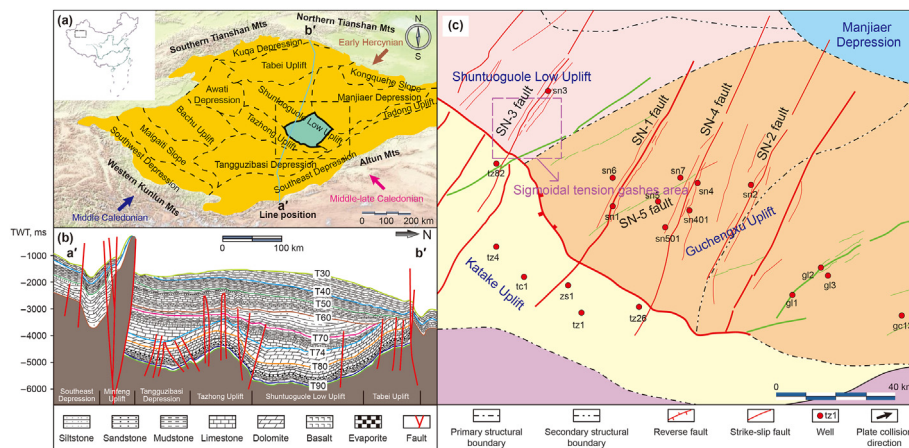 (a)
Northern Tianshan Mts
Southern Tianshan Mts
b′
N
S
Early Hercynian
Kuqa Depression
Tabei Uplift
Kongquehe Slope
Awati
Depression
Shuntuoguole Low Uplift
Manjiaer Depression
Tadong Uplift
Bachu Uplift
Tazhong Uplift
Maigaiti Slope
Southwest Depression
Tangguzibasi Depression
Southeast Depression
Altun Mts
Western Kunlun Mts
Middle-late Caledonian
Middle Caledonian
a′
Line position
0 100 200 km
(b)
TWT, ms
0 100 km
N
a′
b′
−1000
−2000
−3000
−4000
−5000
−6000
T30
T40
T50
T60
T70
T74
T80
T90
Southeast
Depression
Minfeng
Uplift
Tangguzibasi
Depression
Tazhong Uplift
Shuntuoguole Low Uplift
Tabei Uplift
Siltstone
Sandstone
Mudstone
Limestone
Dolomite
Basalt
Evaporite
Fault
(c)
N
Manjiaer
Depression
Shuntuoguole Low Uplift
sn3
SN-3 fault
SN-1 fault
SN-4 fault
SN-2 fault
tz82
Sigmoidal tension gashes area
sn6
sn7
sn4
sn2
sn5
sn1
SN-5 fault
sn401
sn501
Guchengxu Uplift
tz4
Katake Uplift
tc1
zs1
tz1
tz26
gl2
gl3
gl1
0 40 km
Primary structural
boundary
Secondary structural
boundary
Reverse fault
Strike-slip fault
tz1
Well
Plate collision
direction